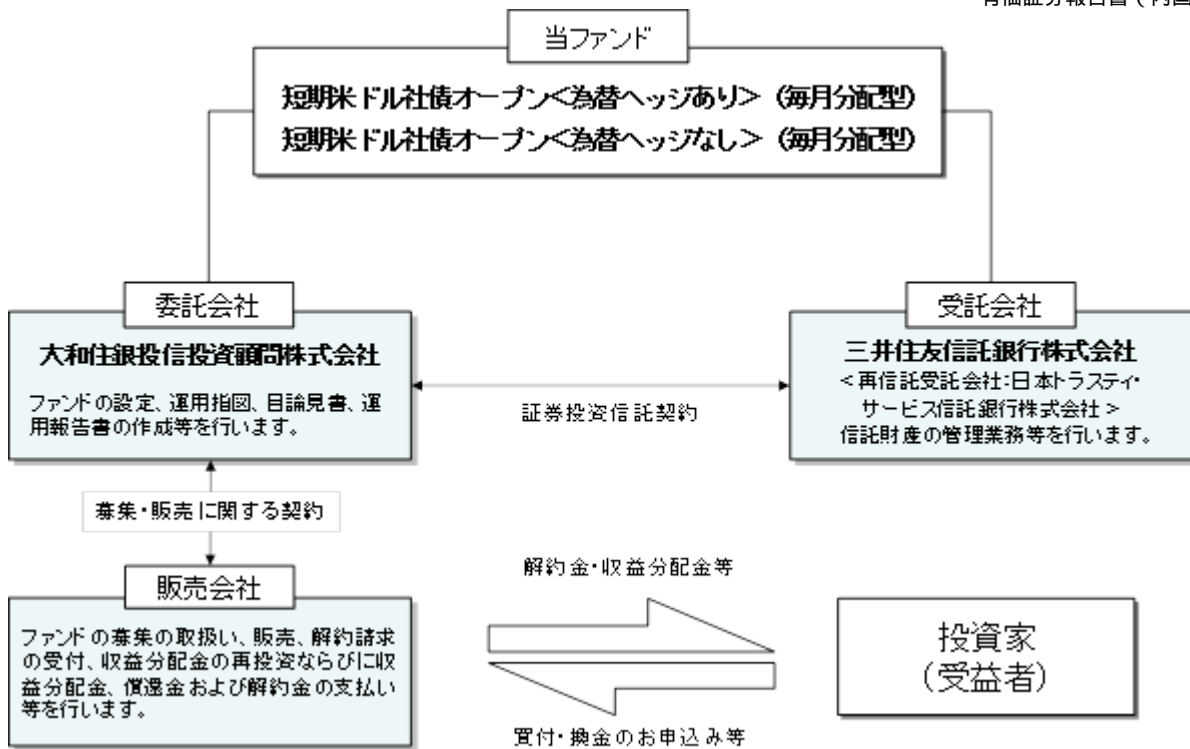 当ファンド
短期米ドル社債オープン<為替ヘッジあり>（毎月分配型）
短期米ドル社債オープン<為替ヘッジなし>（毎月分配型）
委託会社
大和住銀投信投資顧問株式会社
ファンドの設定、運用指図、目論見書、運
用報告書の作成等を行います。
受託会社
三井住友信託銀行株式会社
<再信託受託会社:日本トラスティ・
サービス信託銀行株式会社>
信託財産の管理業務等を行います。
証券投資信託契約
募集・販売に関する契約
販売会社
ファンドの募集の取扱い、販売、解約請求
の受付、収益分配金の再投資ならびに収
益分配金、償還金および解約金の支払い
等を行います。
解約金・収益分配金等
買付・換金のお申込み等
投資家
（受益者）